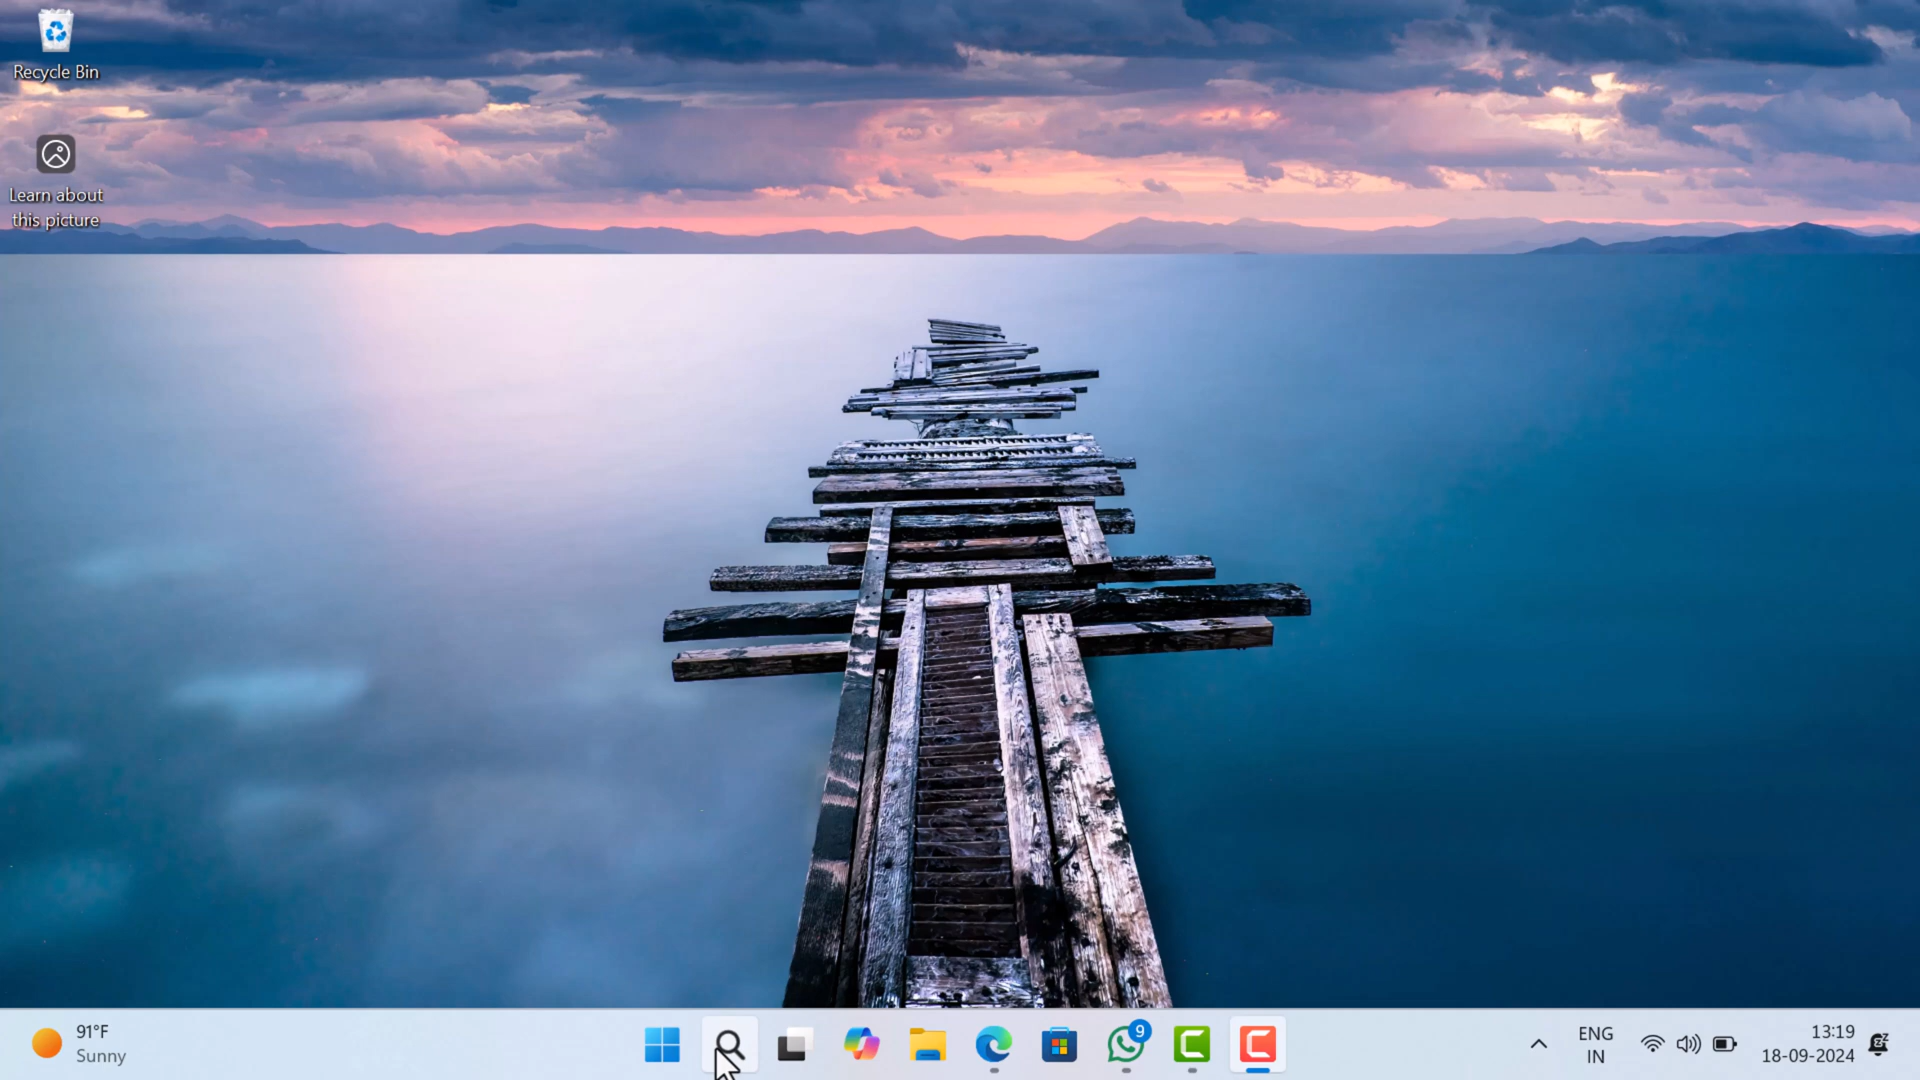 Recycle Bin
Learn about
this picture
91°F
Sunny
9
ENG
IN
13:19
18-09-2024